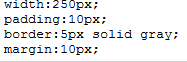 width:250px;
padding:10px;
border:5px solid gray;
margin:10px;